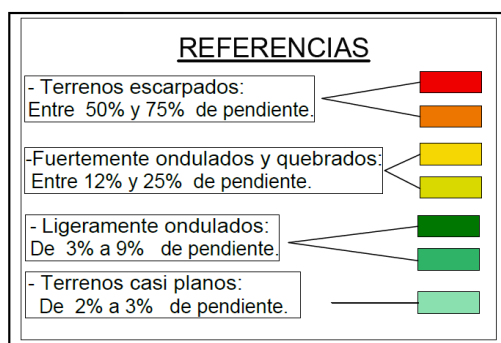 REFERENCIAS
- Terrenos escarpados:
Entre 50% y 75% de pendiente.
-Fuertemente ondulados y quebrados:
Entre 12% y 25% de pendiente.
- Ligeramente ondulados:
De 3% a 9% de pendiente.
- Terrenos casi planos:
De 2% a 3% de pendiente.